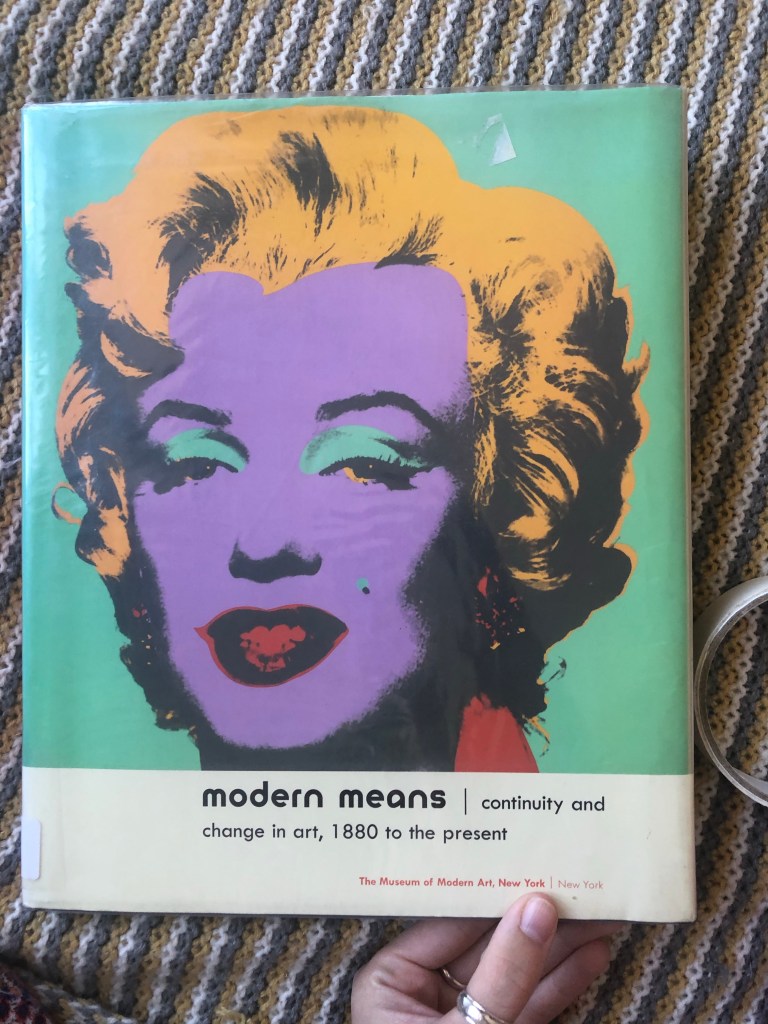 modern means | continuity and
change in art, 1880 to the present
The Museum of Modern Art, New York | New York